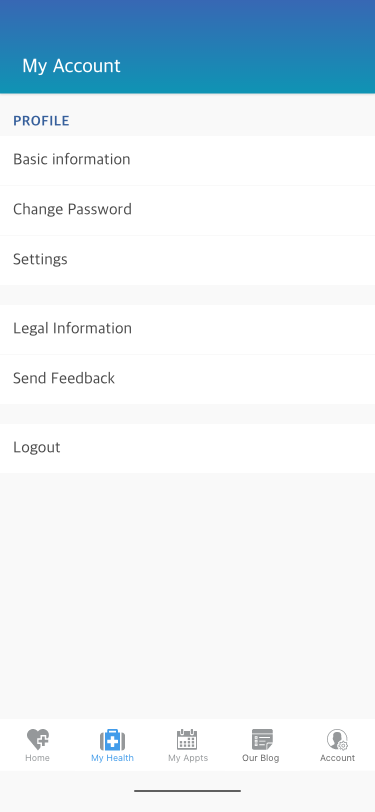 My Account
PROFILE
Basic information
Change Password
Settings
Legal Information
Send Feedback
Logout
Home
My Health
My Appts
Our Blog
Account